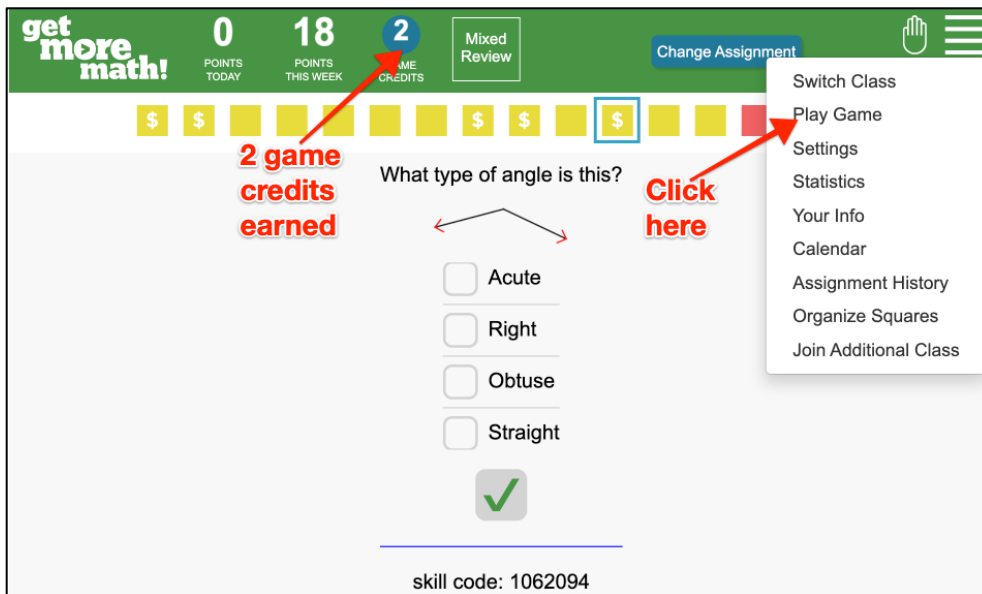 get
more
math!
0
POINTS
TODAY
18
POINTS
THIS WEEK
2
GAME
CREDITS
Mixed
Review
Change Assignment
$ $ $ $ $
Switch Class
Play Game
Settings
Statistics
Your Info
Calendar
Assignment History
Organize Squares
Join Additional Class
2 game
credits
earned
Click
here
What type of angle is this?
Acute
Right
Obtuse
Straight
skill code: 1062094